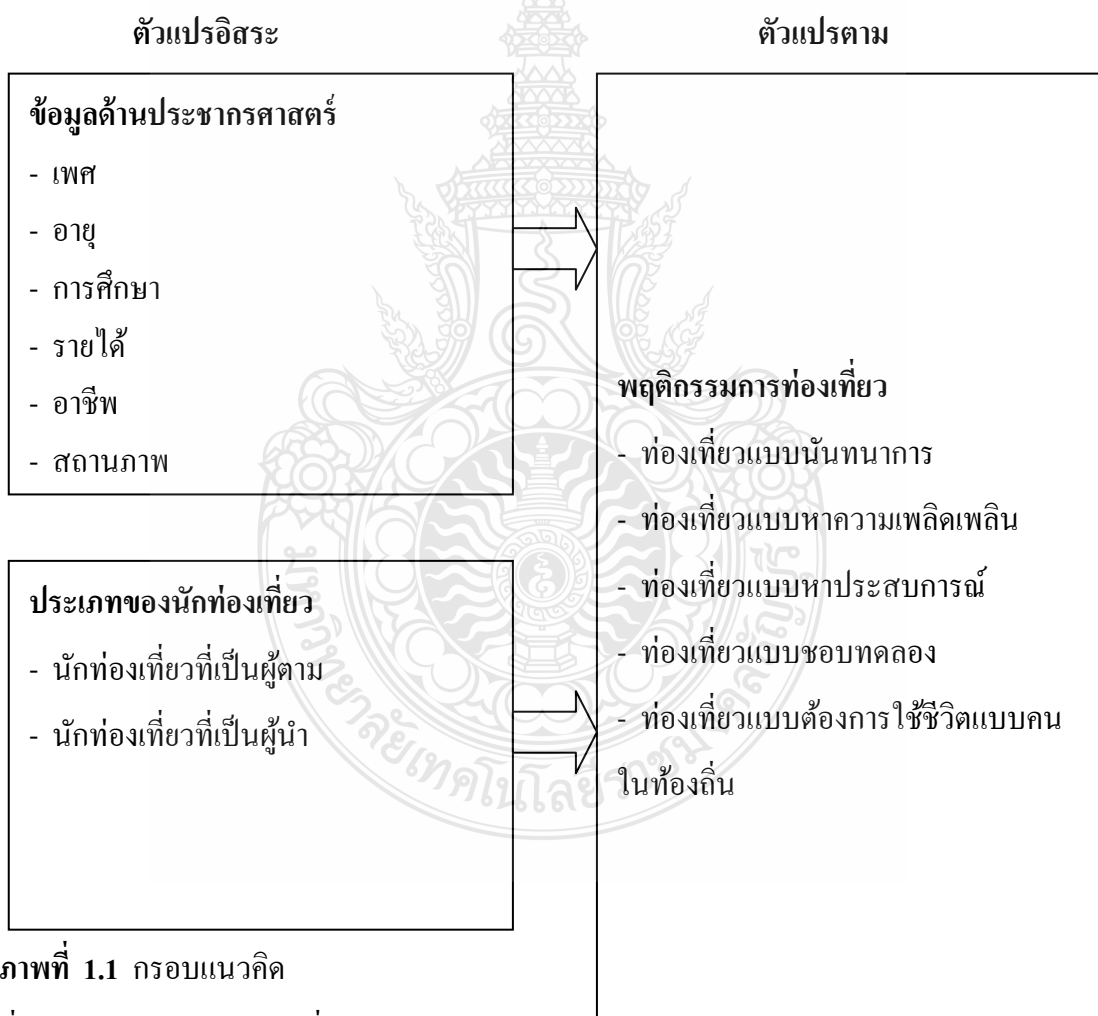 ตัวแปรอิสระ
ตัวแปรตาม
ข้อมูลด้านประชากรศาสตร์
- เพศ
- อายุ
- การศึกษา
- รายได้
- อาชีพ
- สถานภาพ
ประเภทของนักท่องเที่ยว
- นักท่องเที่ยวที่เป็นผู้ตาม
- นักท่องเที่ยวที่เป็นผู้นำ
พฤติกรรมการท่องเที่ยว
- ท่องเที่ยวแบบนันทนาการ
- ท่องเที่ยวแบบหาความเพลิดเพลิน
- ท่องเที่ยวแบบหาประสบการณ์
- ท่องเที่ยวแบบชอบทดลอง
- ท่องเที่ยวแบบต้องการใช้ชีวิตแบบคน
ในท้องถิ่น
ภาพที่ 1.1 กรอบแนวคิด